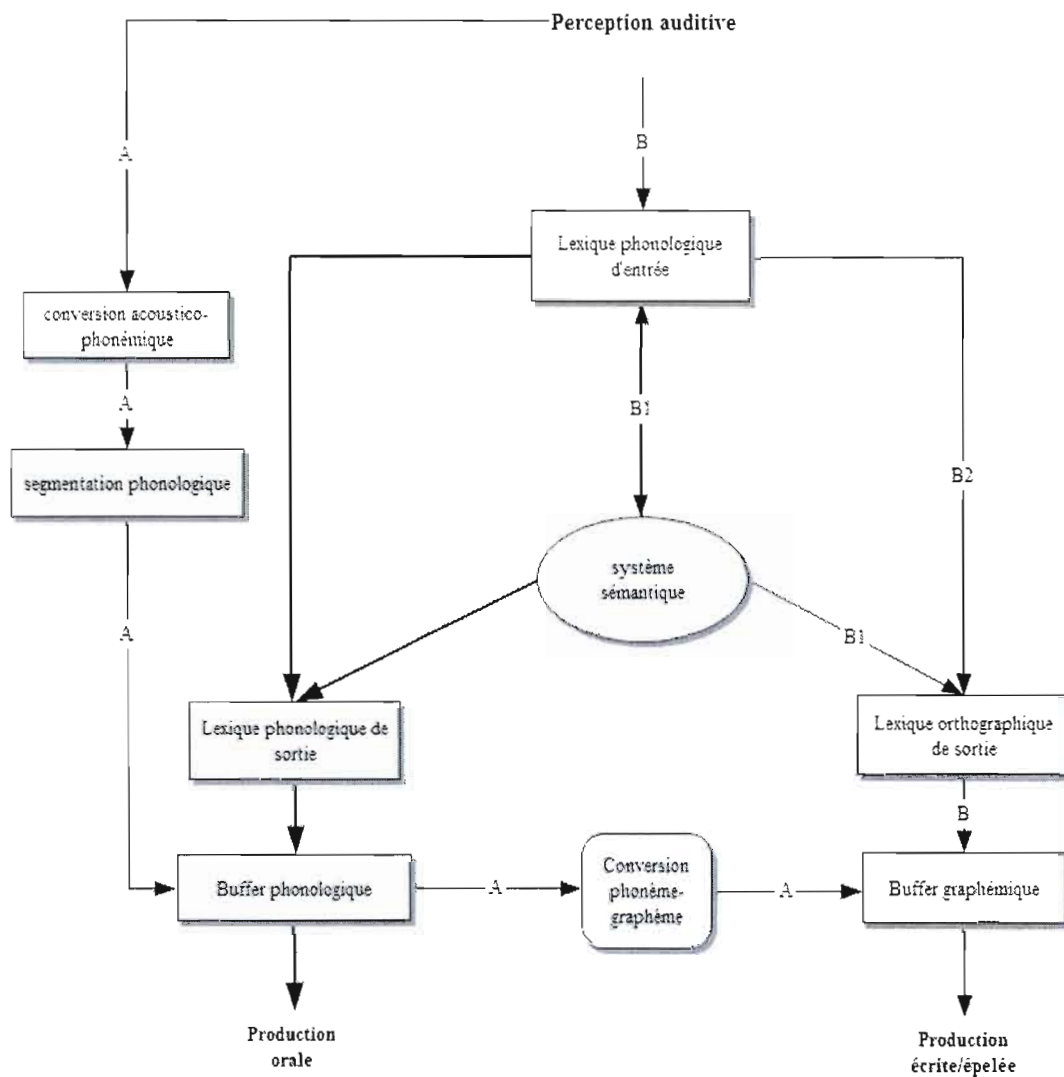 Perception auditive
A
B
Lexique phonologique
d'entrée
conversion acoustico-
phonémique
A
B1
segmentation phonologique
B2
système
sémantique
A
B1
Lexique phonologique de
sortie
Lexique orthographique
de sortie
B
Buffer phonologique
A
Conversion
phonème-
graphème
A
Buffer graphémique
Production
orale
Production
écrite/épelée